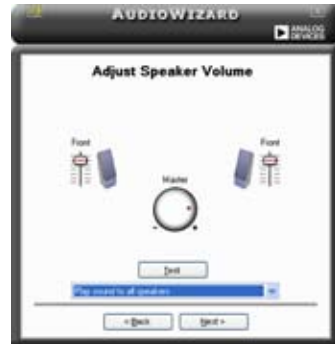 AUDIOWIZARD
ANALOG
DEVICES
Adjust Speaker Volume
Front
Front
Master
- +
Test
Play sound to all speakers
< Back
Next >